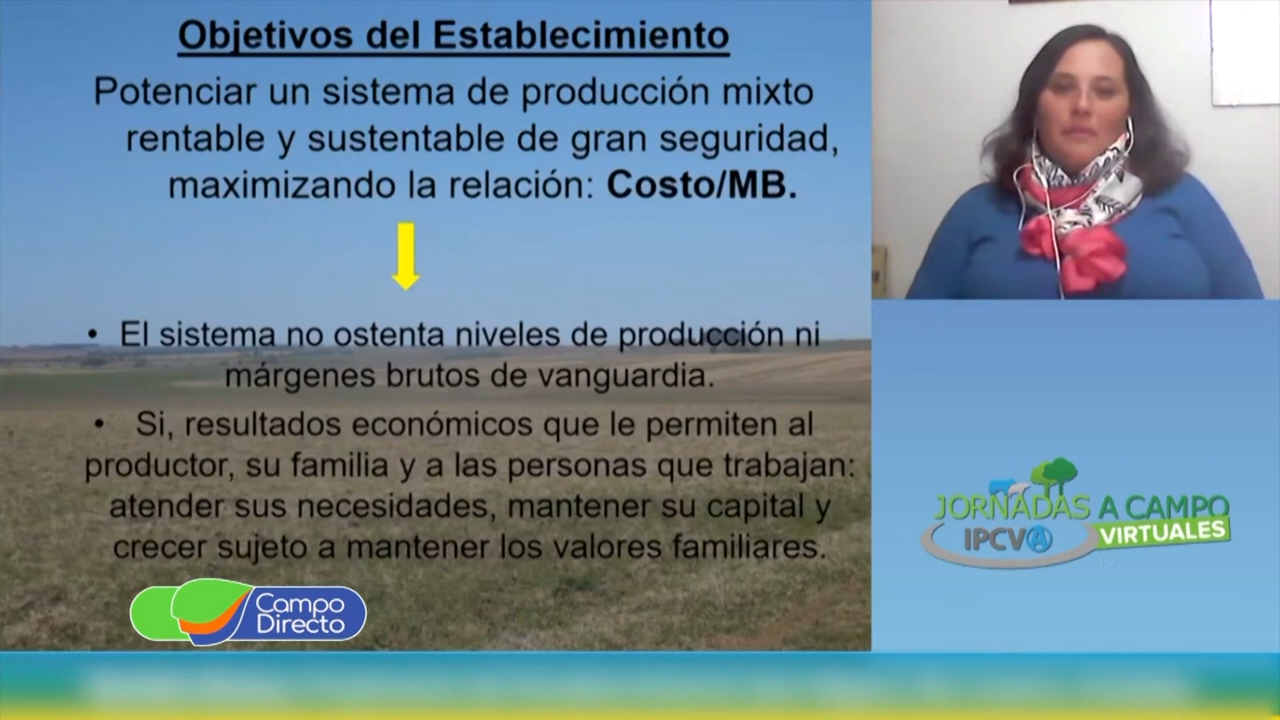 Objetivos del Establecimiento
Potenciar un sistema de producción mixto
rentable y sustentable de gran seguridad,
maximizando la relación: Costo/MB.
• El sistema no ostenta niveles de producción ni
márgenes brutos de vanguardia.
• Si, resultados económicos que le permiten al
productor, su familia y a las personas que trabajan:
atender sus necesidades, mantener su capital y
crecer sujeto a mantener los valores familiares.
Campo
Directo
JORNADAS A CAMPO
IPCVA VIRTUALES